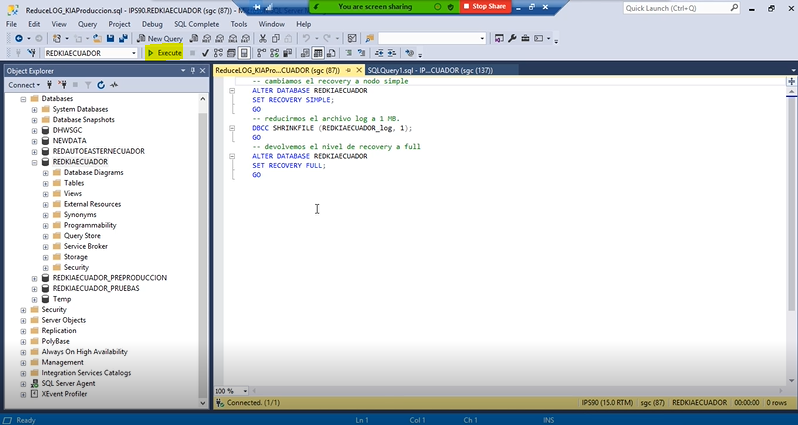 ReduceLOG_KIAProduccion.sql - IPS90.REDKIAECUADOR (sgc (87)) - Mi
You are screen sharing
Stop Share
Quick Launch (Ctrl+Q)
File Edit View Query Project Debug SQL Complete Tools Window Help
New Query
REDKIAECUADOR
Execute
Object Explorer
Connect
Databases
System Databases
Database Snapshots
DHWSGC
NEWDATA
REDAUTOEASTERNECUADOR
REDKIAECUADOR
Database Diagrams
Tables
Views
External Resources
Synonyms
Programmability
Query Store
Service Broker
Storage
Security
REDKIAECUADOR_PREPRODUCCION
REDKIAECUADOR_PRUEBAS
Temp
Security
Server Objects
Replication
PolyBase
Always On High Availability
Management
Integration Services Catalogs
SQL Server Agent
XEvent Profiler
ReduceLOG_KIAPro...CUADOR (sgc (87))
SQLQuery1.sql - IP...CUADOR (sgc (137))
-- cambiamos el recovery a nodo simple
ALTER DATABASE REDKIAECUADOR
SET RECOVERY SIMPLE;
GO
-- reducirmos el archivo log a 1 MB.
DBCC SHRINKFILE (REDKIAECUADOR_log, 1);
GO
-- devolvemos el nivel de recovery a full
ALTER DATABASE REDKIAECUADOR
SET RECOVERY FULL;
GO
100 %
Connected. (1/1)
IPS90 (15.0 RTM) sgc (87) REDKIAECUADOR 00:00:00 0 rows
Ready
Ln 1 Col 1 Ch 1 INS